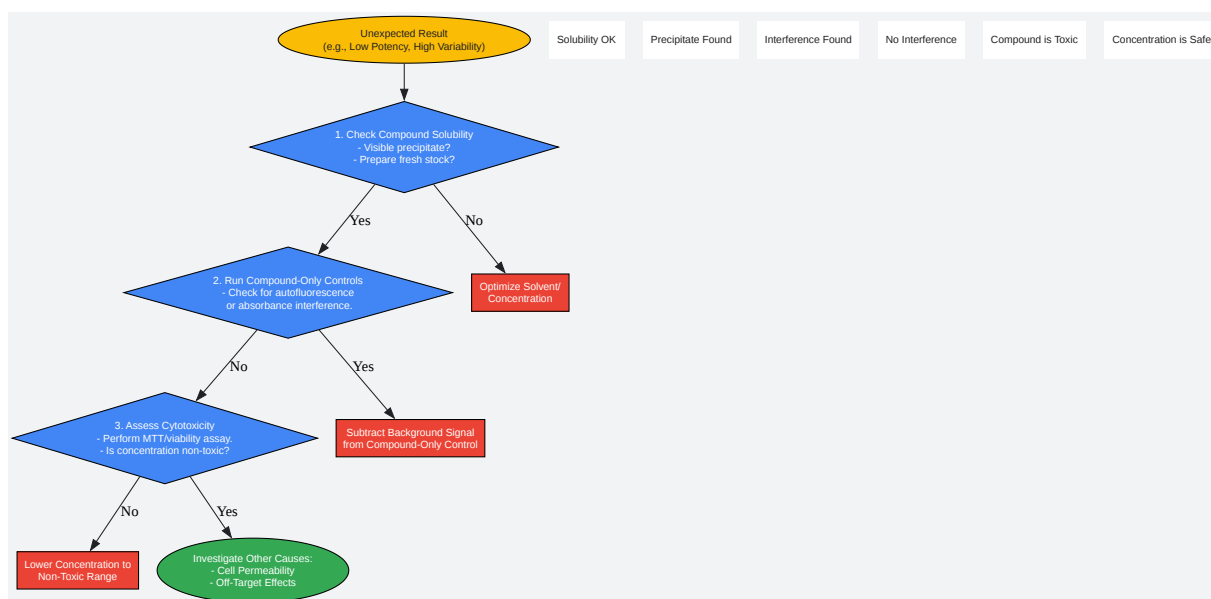 Unexpected Result
(e.g., Low Potency, High Variability)
Solubility OK
Precipitate Found
Interference Found
No Interference
Compound is Toxic
Concentration is Safe
1. Check Compound Solubility
- Visible precipitate?
- Prepare fresh stock?
Yes
No
2. Run Compound-Only Controls
- Check for autofluorescence
or absorbance interference.
Optimize Solvent/
Concentration
No
Yes
3. Assess Cytotoxicity
- Perform MTT/viability assay.
- Is concentration non-toxic?
Subtract Background Signal
from Compound-Only Control
No
Yes
Lower Concentration to
Non-Toxic Range
Investigate Other Causes:
- Cell Permeability
- Off-Target Effects